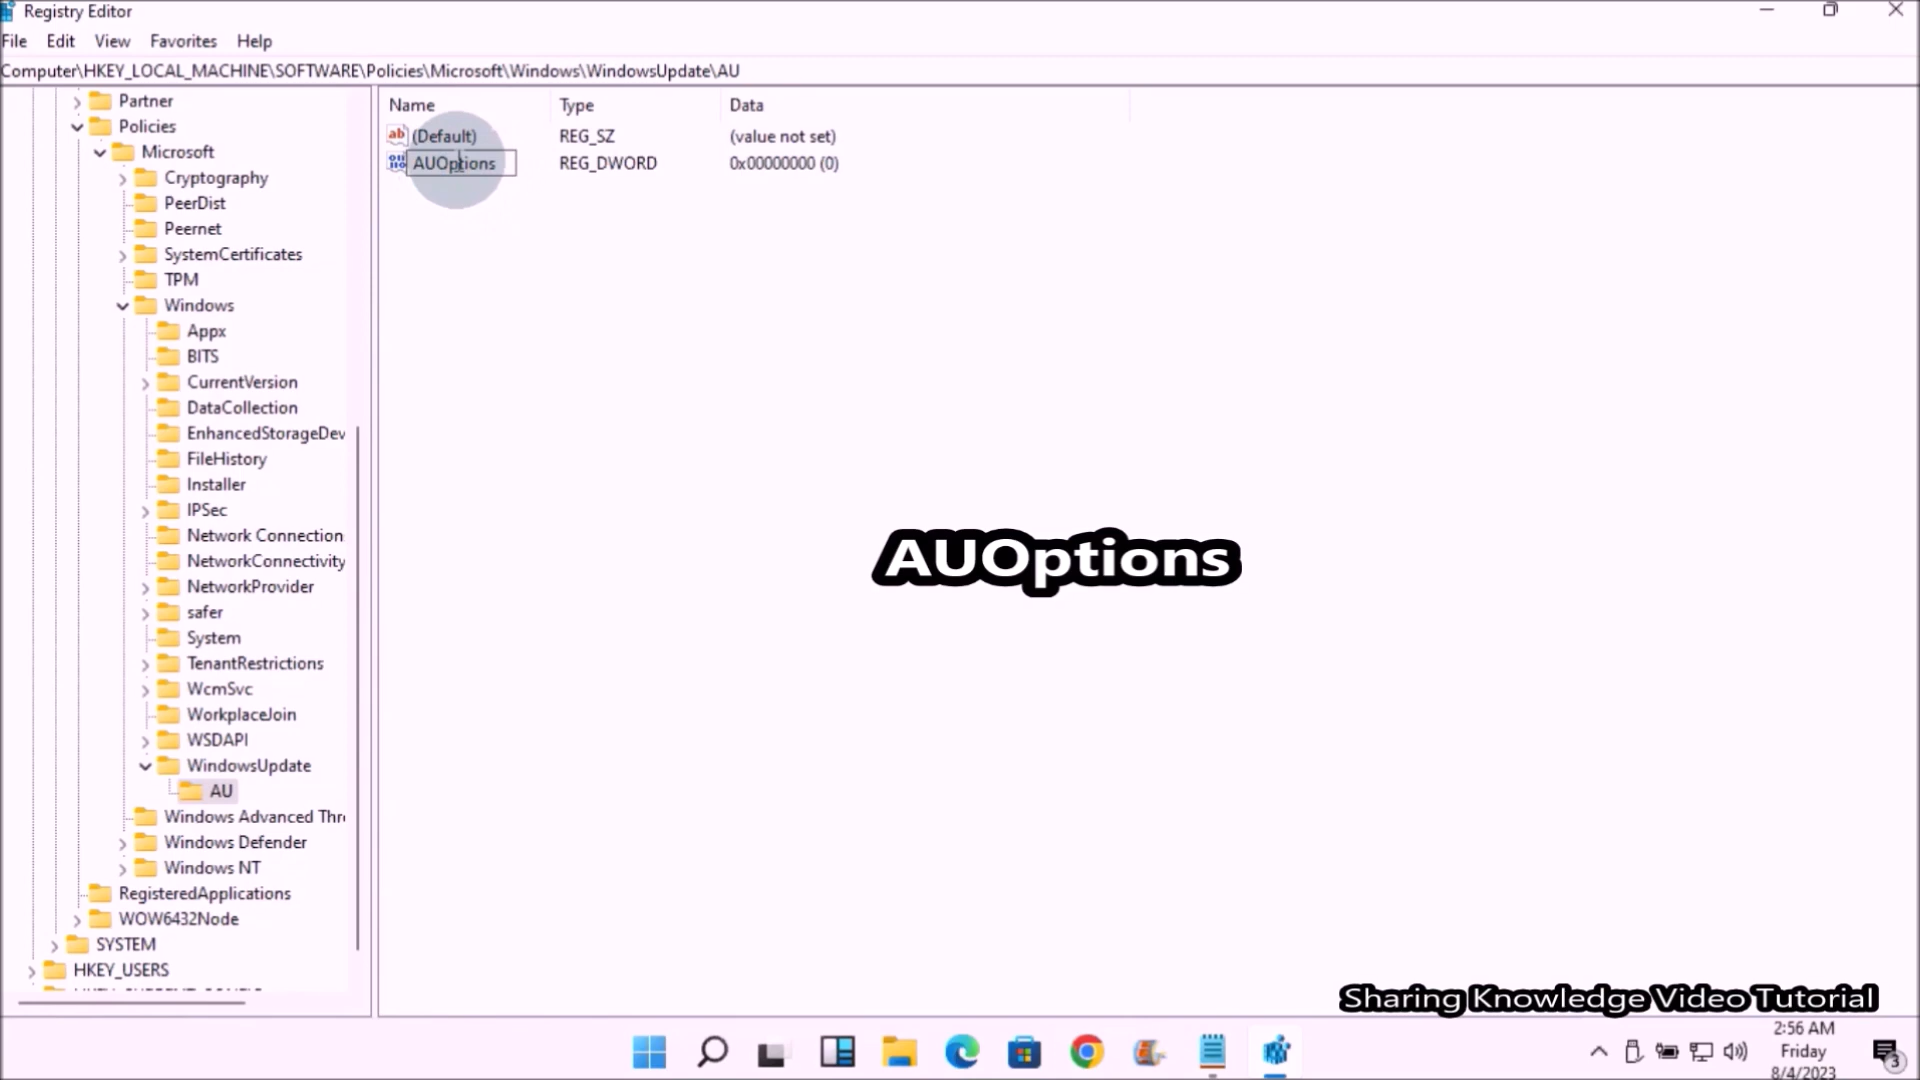 Registry Editor
File Edit View Favorites Help
Computer\HKEY_LOCAL_MACHINE\SOFTWARE\Policies\Microsoft\Windows\WindowsUpdate\AU
Partner
Policies
Microsoft
Cryptography
PeerDist
Peernet
SystemCertificates
TPM
Windows
Appx
BITS
CurrentVersion
DataCollection
EnhancedStorageDev
FileHistory
Installer
IPSec
Network Connection
NetworkConnectivity
NetworkProvider
safer
System
TenantRestrictions
WcmSvc
WorkplaceJoin
WSDAPI
WindowsUpdate
AU
Windows Advanced Thr
Windows Defender
Windows NT
RegisteredApplications
WOW6432Node
SYSTEM
HKEY_USERS
Name Type Data
(Default) REG_SZ (value not set)
AUOptions REG_DWORD 0x00000000 (0)
AUOptions
Sharing Knowledge Video Tutorial
2:56 AM
Friday
8/4/2023
3